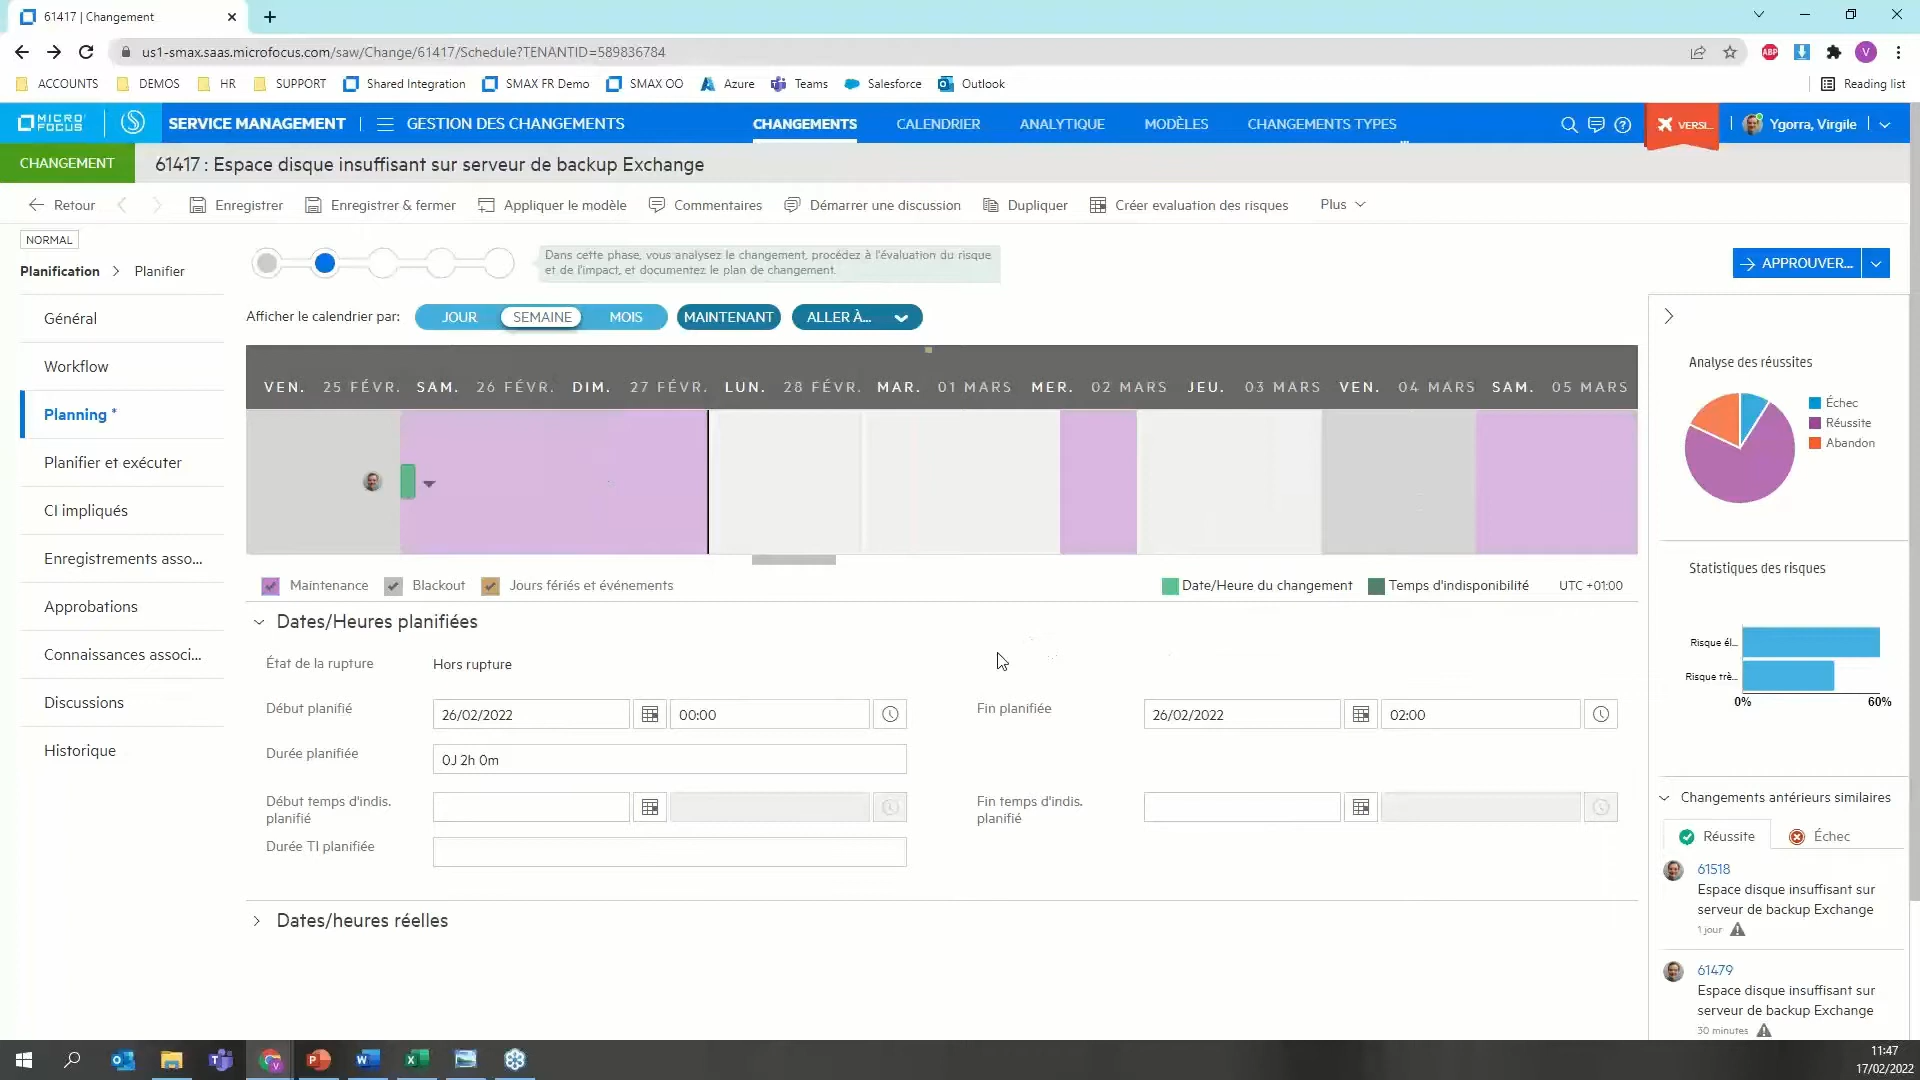 61417 | Changement
us1-smax.saas.microfocus.com/saw/Change/61417/Schedule?TENANTID=589836784
ABP
V
ACCOUNTS DEMOS HR SUPPORT Shared Integration SMAX FR Demo SMAX OO Azure Teams Salesforce Outlook Reading list
MICRO
FOCUS
SERVICE MANAGEMENT GESTION DES CHANGEMENTS CHANGEMENTS CALENDRIER ANALYTIQUE MODÈLES CHANGEMENTS TYPES VERSI... Ygorra, Virgile
CHANGEMENT 61417 : Espace disque insuffisant sur serveur de backup Exchange
Retour Enregistrer Enregistrer & fermer Appliquer le modèle Commentaires Démarrer une discussion Dupliquer Créer evaluation des risques Plus
NORMAL
Planification > Planifier
Dans cette phase, vous analysez le changement, procédez à l'évaluation du risque
et de l'impact, et documentez le plan de changement.
APPROUVER...
Général
Workflow
Planning *
Planifier et exécuter
CI impliqués
Enregistrements asso...
Approbations
Connaissances associ...
Discussions
Historique
Afficher le calendrier par: JOUR SEMAINE MOIS MAINTENANT ALLER À...
VEN. 25 FÉVR. SAM. 26 FÉVR. DIM. 27 FÉVR. LUN. 28 FÉVR. MAR. 01 MARS MER. 02 MARS JEU. 03 MARS VEN. 04 MARS SAM. 05 MARS
Maintenance Blackout Jours fériés et événements Date/Heure du changement Temps d'indisponibilité UTC +01:00
Dates/Heures planifiées
État de la rupture Hors rupture
Début planifié 26/02/2022 00:00 Fin planifiée 26/02/2022 02:00
Durée planifiée 0J 2h 0m
Début temps d'indis.
planifié
Fin temps d'indis.
planifié
Durée TI planifiée
Dates/heures réelles
Analyse des réussites
Échec
Réussite
Abandon
Statistiques des risques
Risque él...
Risque trè...
0% 60%
Changements antérieurs similaires
Réussite Échec
61518
Espace disque insuffisant sur
serveur de backup Exchange
1 jour
61479
Espace disque insuffisant sur
serveur de backup Exchange
30 minutes
11:47
17/02/2022